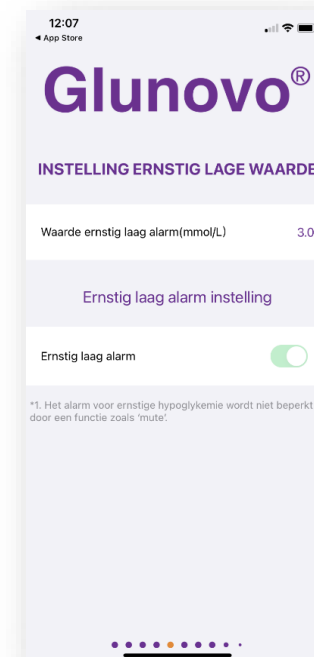 12:07
◀ App Store
Glunovo®
INSTELLING ERNSTIG LAGE WAARDE
Waarde ernstig laag alarm(mmol/L) 3.0
Ernstig laag alarm instelling
Ernstig laag alarm
*1. Het alarm voor ernstige hypoglykemie wordt niet beperkt
door een functie zoals ‘mute’.